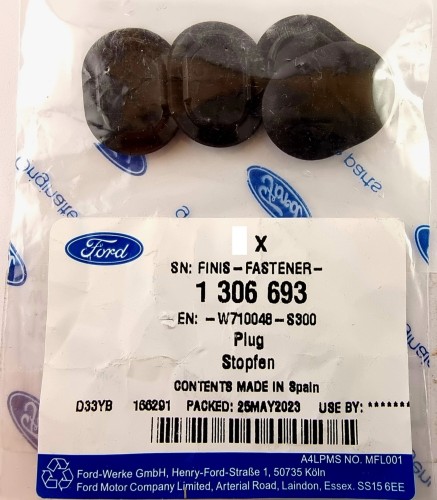 Ford
X
SN: FINIS-FASTENER-
1 306 693
EN: -W710046-S300
Plug
Stopfen
CONTENTS MADE IN Spain
D33YB 166291 PACKED: 25MAY2023 USE BY: *******
A4LPMS NO. MFL001
Ford-Werke GmbH, Henry-Ford-Straße 1, 50735 Köln
Ford Motor Company Limited, Arterial Road, Laindon, Essex. SS15 6EE